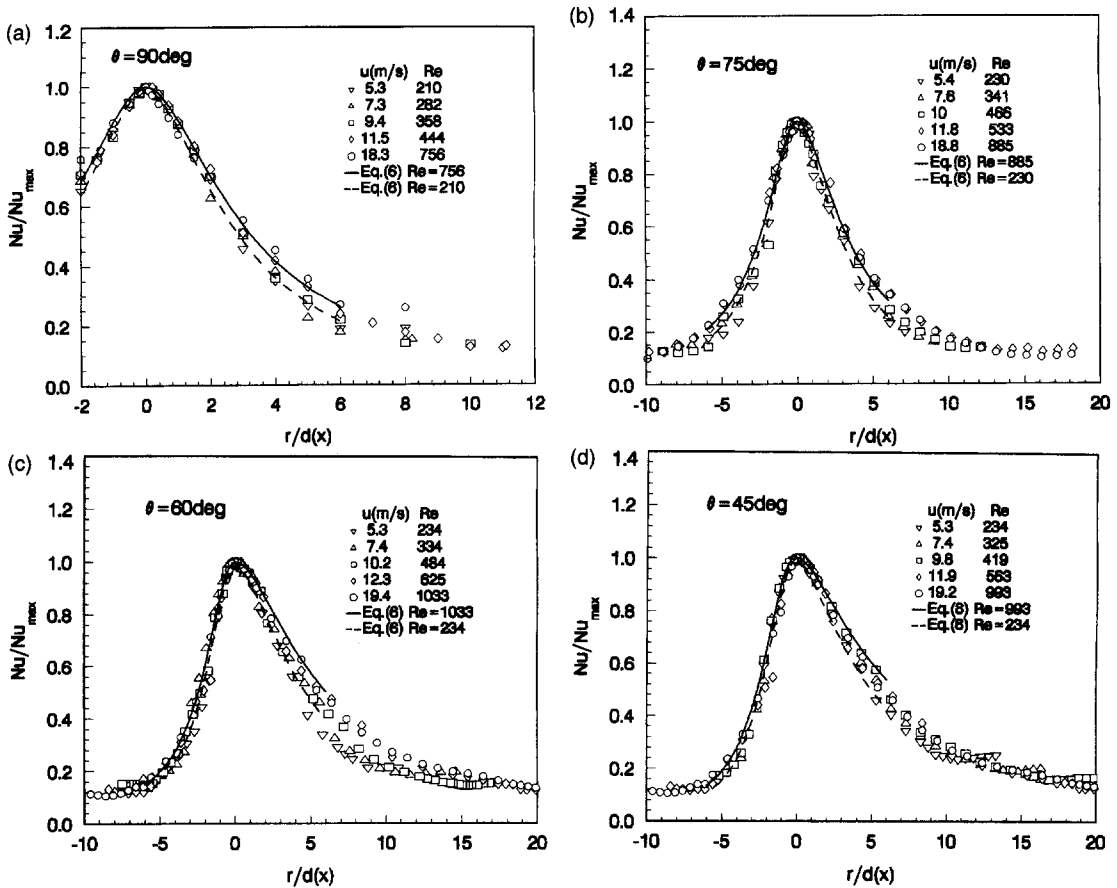 (a)
θ=90deg
u(m/s) Re
▽ 5.3 210
△ 7.3 282
□ 9.4 358
◇ 11.5 444
○ 18.3 756
— Eq.(6) Re=756
--- Eq.(6) Re=210
Nu/Nu_max
1.2
1.0
0.8
0.6
0.4
0.2
0.0
-2 0 2 4 6 8 10 12
r/d(x)
(b)
θ=75deg
u(m/s) Re
▽ 5.4 230
△ 7.6 341
□ 10 466
◇ 11.8 533
○ 18.8 885
— Eq.(6) Re=885
--- Eq.(6) Re=230
Nu/Nu_max
1.4
1.2
1.0
0.8
0.6
0.4
0.2
0.0
-10 -5 0 5 10 15 20
r/d(x)
(c)
θ=60deg
u(m/s) Re
▽ 5.3 234
△ 7.4 334
□ 10.2 484
◇ 12.3 625
○ 19.4 1033
— Eq.(6) Re=1033
--- Eq.(6) Re=234
Nu/Nu_max
1.4
1.2
1.0
0.8
0.6
0.4
0.2
0.0
-10 -5 0 5 10 15 20
r/d(x)
(d)
θ=45deg
u(m/s) Re
▽ 5.3 234
△ 7.4 325
□ 9.8 419
◇ 11.9 563
○ 19.2 993
— Eq.(6) Re=993
--- Eq.(6) Re=234
Nu/Nu_max
1.4
1.2
1.0
0.8
0.6
0.4
0.2
0.0
-10 -5 0 5 10 15 20
r/d(x)